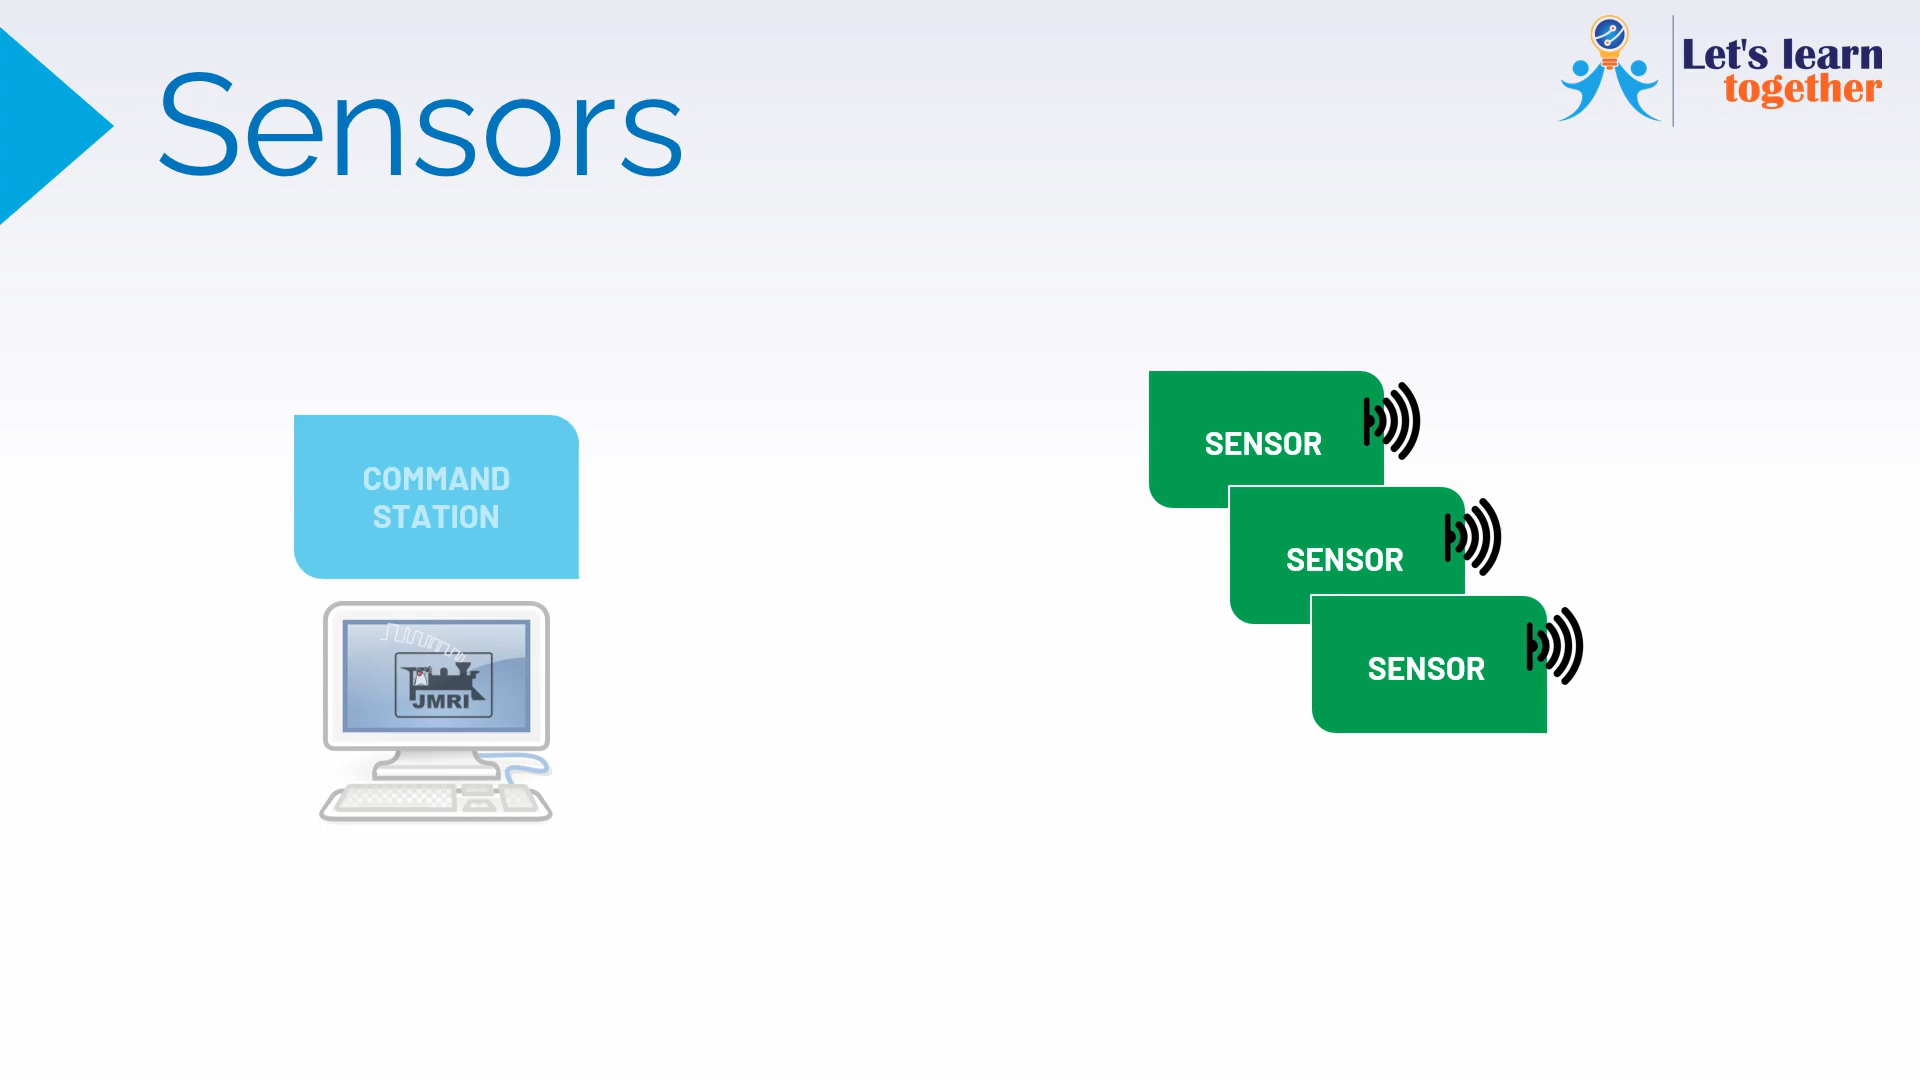 Sensors
Let's learn
together
COMMAND
STATION
JMRI
SENSOR
SENSOR
SENSOR